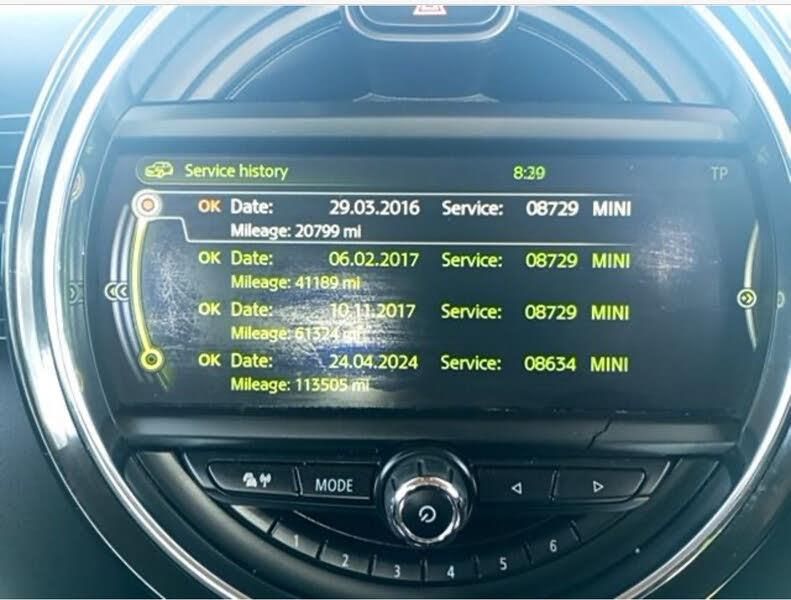 Service history 8:29 TP
OK Date: 29.03.2016 Service: 08729 MINI
Mileage: 20799 mi
OK Date: 06.02.2017 Service: 08729 MINI
Mileage: 41189 mi
OK Date: 10.11.2017 Service: 08729 MINI
Mileage: 61374 mi
OK Date: 24.04.2024 Service: 08634 MINI
Mileage: 113505 mi
MODE
1 2 3 4 5 6